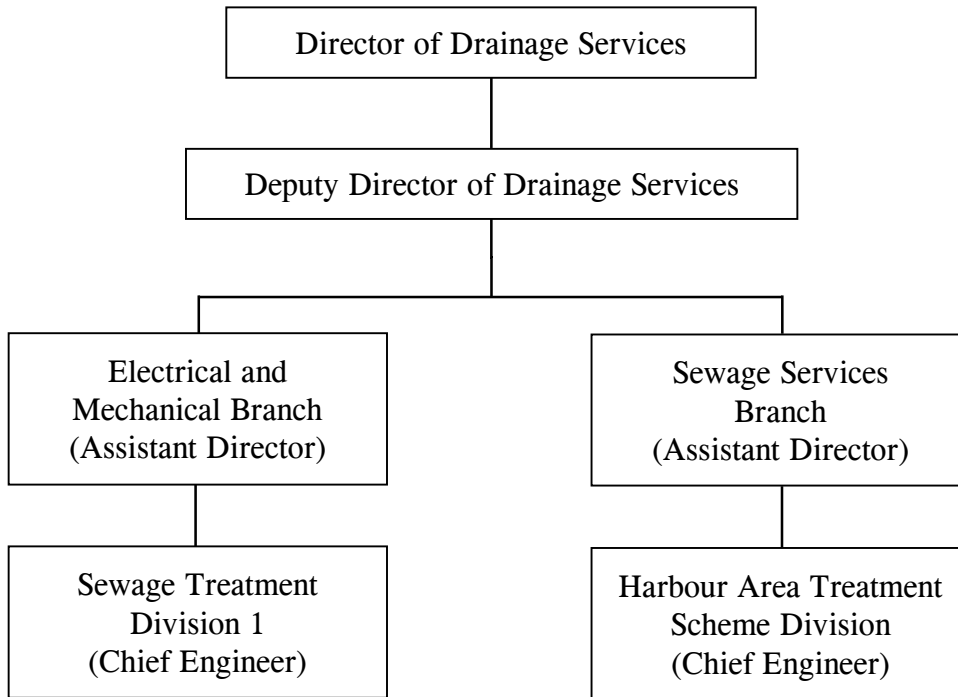 Director of Drainage Services
Deputy Director of Drainage Services
Electrical and
Mechanical Branch
(Assistant Director)
Sewage Services
Branch
(Assistant Director)
Sewage Treatment
Division 1
(Chief Engineer)
Harbour Area Treatment
Scheme Division
(Chief Engineer)